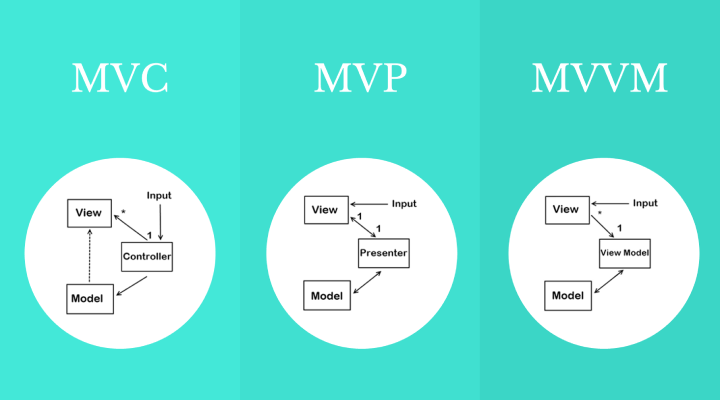 MVC
Input
View
*
1
Controller
Model
MVP
View
Input
1
1
Presenter
Model
MVVM
View
Input
*
1
View Model
Model